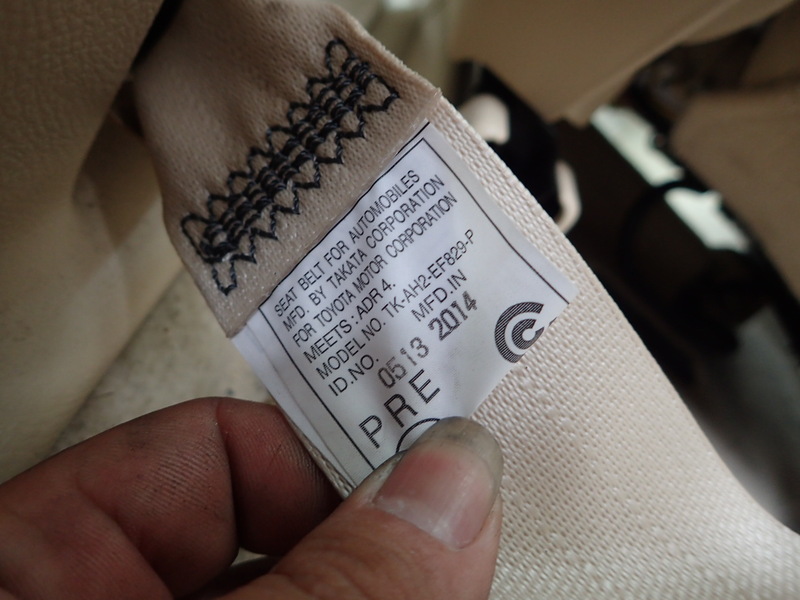 SEAT BELT FOR AUTOMOBILES
MFD. BY TAKATA CORPORATION
FOR TOYOTA MOTOR CORPORATION
MEETS: ADR 4,
MODEL NO. TK-AH2-EF829-P
ID.NO. MFD.IN
0513 2014
PRE